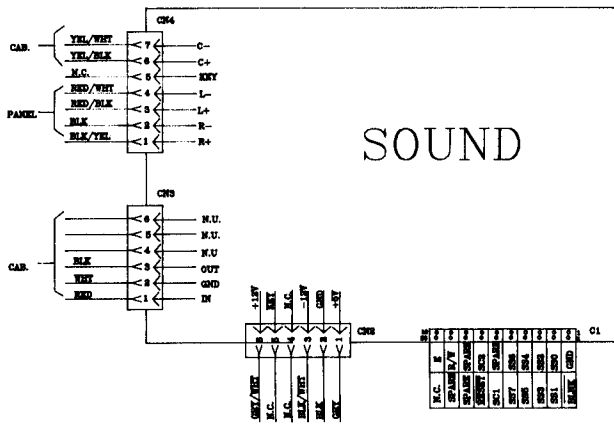 CN4
CAB.
YEL/WHT 7 C-
YEL/BLK 6 C+
N.C. 5 KEY
PANEL
RED/WHT 4 L-
RED/BLK 3 L+
BLK 2 R-
BLK/YEL 1 R+
SOUND
CN3
CAB.
6 N.U.
5 N.U.
4 N.U
BLK 3 OUT
WHT 2 GND
RED 1 IN
+12V KEY N.C. -12V GND +5V
6 5 4 3 2 1
CN2
GRY/WHT N.C. N.C. BLK/WHT BLK GRY
C1
E R/W SPARE SC2 SPARE SS6 SS4 SS2 SS0 GND
N.C. SPARE SPARE RESET SC1 SS7 SS5 SS3 SS1 BLNK